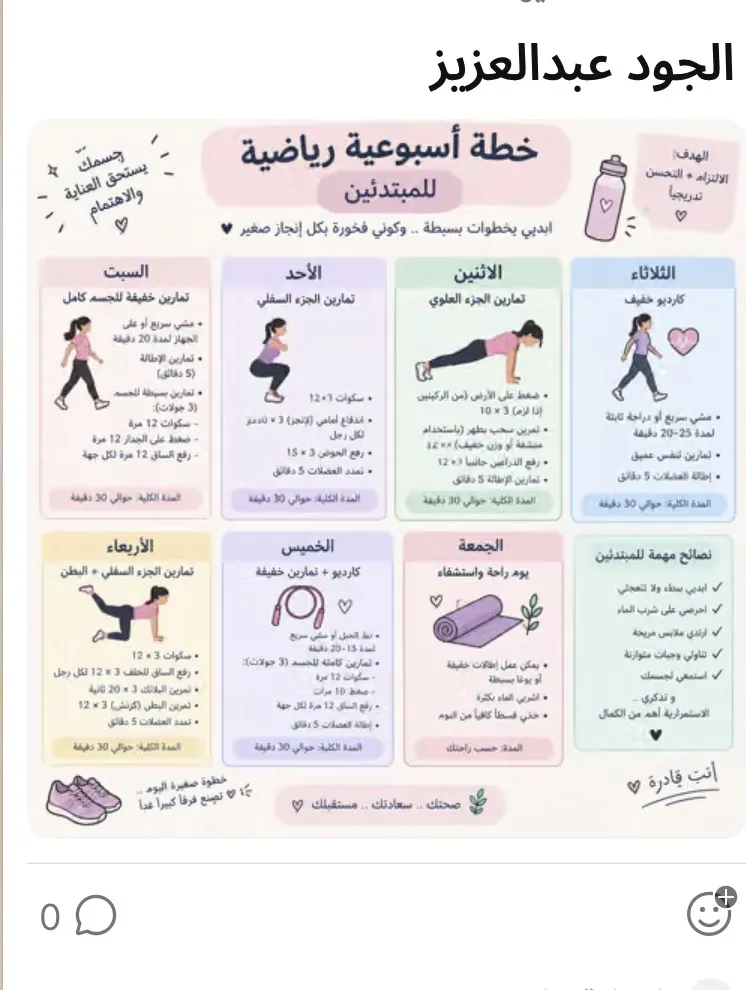 الجود عبدالعزيز
جسمك
يستحق العناية
والاهتمام
خطة أسبوعية رياضية
للمبتدئين
ابدئي بخطوات بسيطة .. وكوني فخورة بكل إنجاز صغير ♥
الهدف:
الالتزام + التحسن
تدريجياً
السبت
تمارين خفيفة للجسم كامل
• مشي سريع أو على
الجهاز لمدة 20 دقيقة
• تمارين الإطالة
(5 دقائق)
• تمارين بسيطة للجسم
(3 جولات):
- سكوات 12 مرة
- ضغط على الجدار 12 مرة
- رفع الساق 12 مرة لكل جهة
المدة الكلية: حوالي 30 دقيقة
الأحد
تمارين الجزء السفلي
• سكوات 3×12
• اندفاع أمامي (لانجز) 3 ×
لكل رجل
• رفع الحوض 3 × 15
• تمدد العضلات 5 دقائق
المدة الكلية: حوالي 30 دقيقة
الاثنين
تمارين الجزء العلوي
• ضغط على الأرض (من الركبتين
إذا لزم) 3 × 10
• تمرين سحب بظهر (باستخدام
منشفة أو وزن خفيف)
• رفع الذراعين جانبياً 3× 12
• تمارين الإطالة 5 دقائق
المدة الكلية: حوالي 30 دقيقة
الثلاثاء
كارديو خفيف
• مشي سريع أو دراجة ثابتة
لمدة 25-20 دقيقة
• تمارين تنفس عميق
• إطالة العضلات 5 دقائق
المدة الكلية: حوالي 30 دقيقة
الأربعاء
تمارين الجزء السفلي + البطن
• سكوات 3 × 12
• رفع الساق للخلف 3 × 12 لكل رجل
• تمرين البلانك 3 × 20 ثانية
• تمرين البطن (كرنش) 3 × 12
• تمدد العضلات 5 دقائق
المدة الكلية: حوالي 30 دقيقة
الخميس
كارديو + تمارين خفيفة
• نط الحبل أو مشي سريع
لمدة 15-20 دقيقة
• تمارين كاملة للجسم (3 جولات):
- سكوات 12 مرة
- ضغط 10 مرات
- رفع الساق 12 مرة لكل جهة
• إطالة العضلات 5 دقائق
المدة الكلية: حوالي 30 دقيقة
الجمعة
يوم راحة واستشفاء
• يمكن عمل إطالات خفيفة
أو يوغا بسيطة
• اشربي الماء بكثرة
• خذي قسطاً كافياً من النوم
المدة: حسب راحتك
نصائح مهمة للمبتدئين
✓ ابدئي ببطء ولا تتعجلي
✓ احرصي على شرب الماء
✓ ارتدي ملابس مريحة
✓ تناولي وجبات متوازنة
✓ استمعي لجسمك
و تذكري ..
الاستمرارية أهم من الكمال
♥
خطوة صغيرة اليوم ..
تصنع فرقاً كبيراً غداً
صحتك .. سعادتك .. مستقبلك
أنتِ قادرة
0